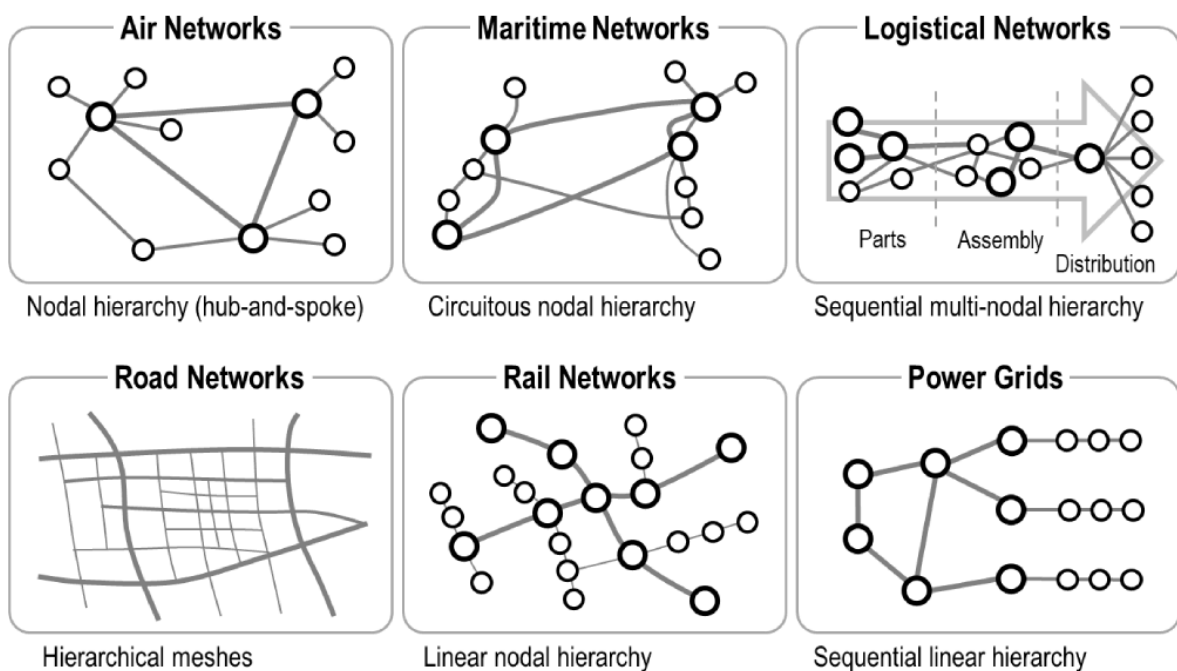 Air Networks
Maritime Networks
Logistical Networks
Parts
Assembly
Distribution
Nodal hierarchy (hub-and-spoke)
Circuitous nodal hierarchy
Sequential multi-nodal hierarchy
Road Networks
Rail Networks
Power Grids
Hierarchical meshes
Linear nodal hierarchy
Sequential linear hierarchy